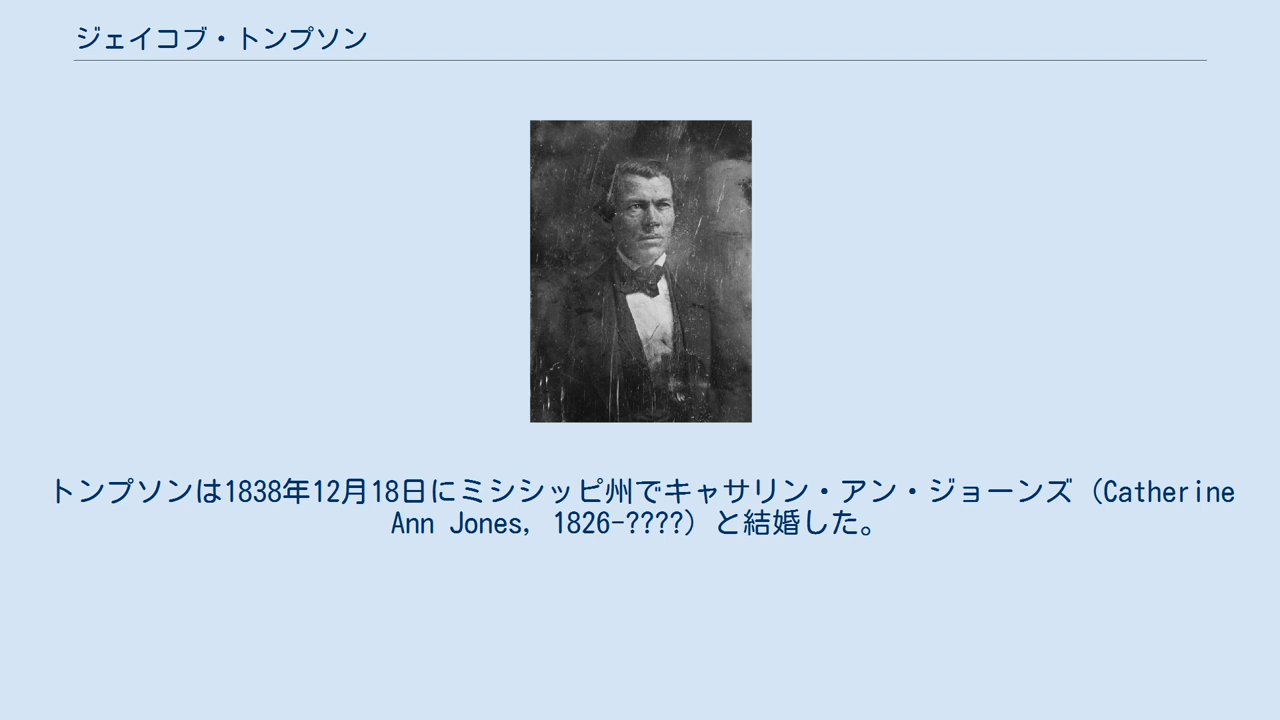 ジェイコブ・トンプソン
トンプソンは1838年12月18日にミシシッピ州でキャサリン・アン・ジョーンズ（Catherine
Ann Jones, 1826-????）と結婚した。